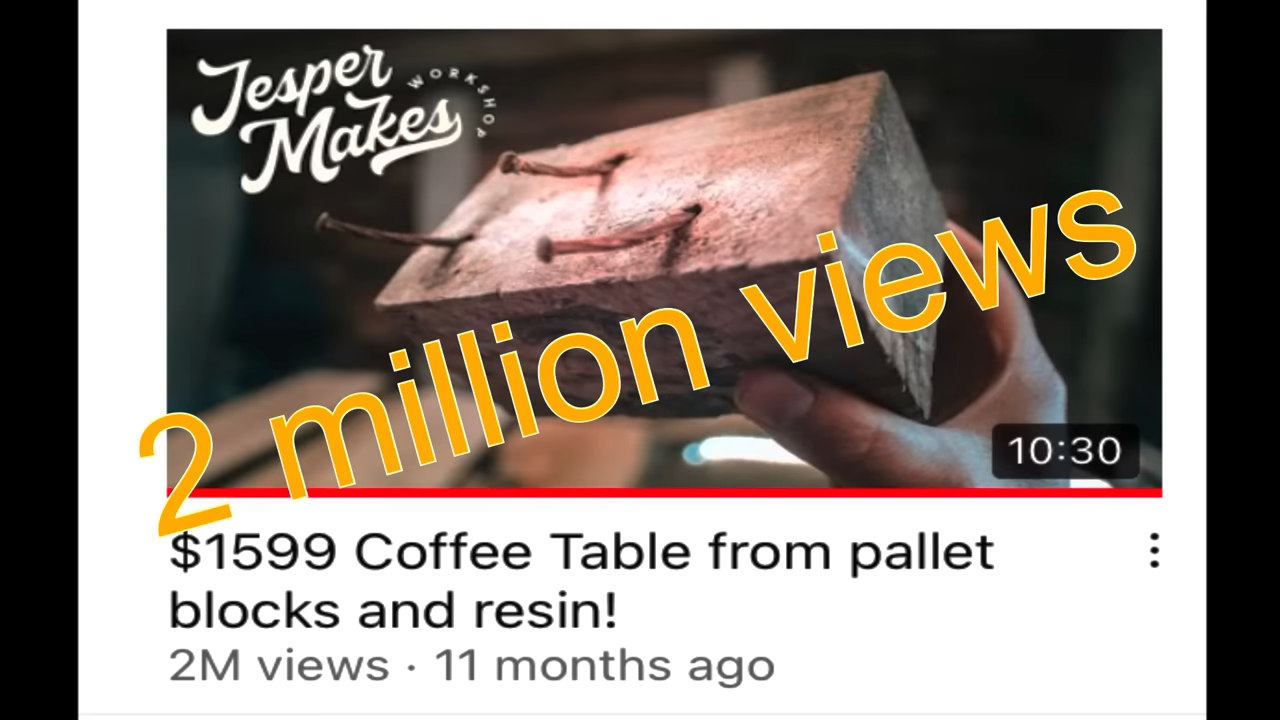 Jesper
Makes
WORKSHOP
2 million views
10:30
$1599 Coffee Table from pallet
blocks and resin!
2M views · 11 months ago